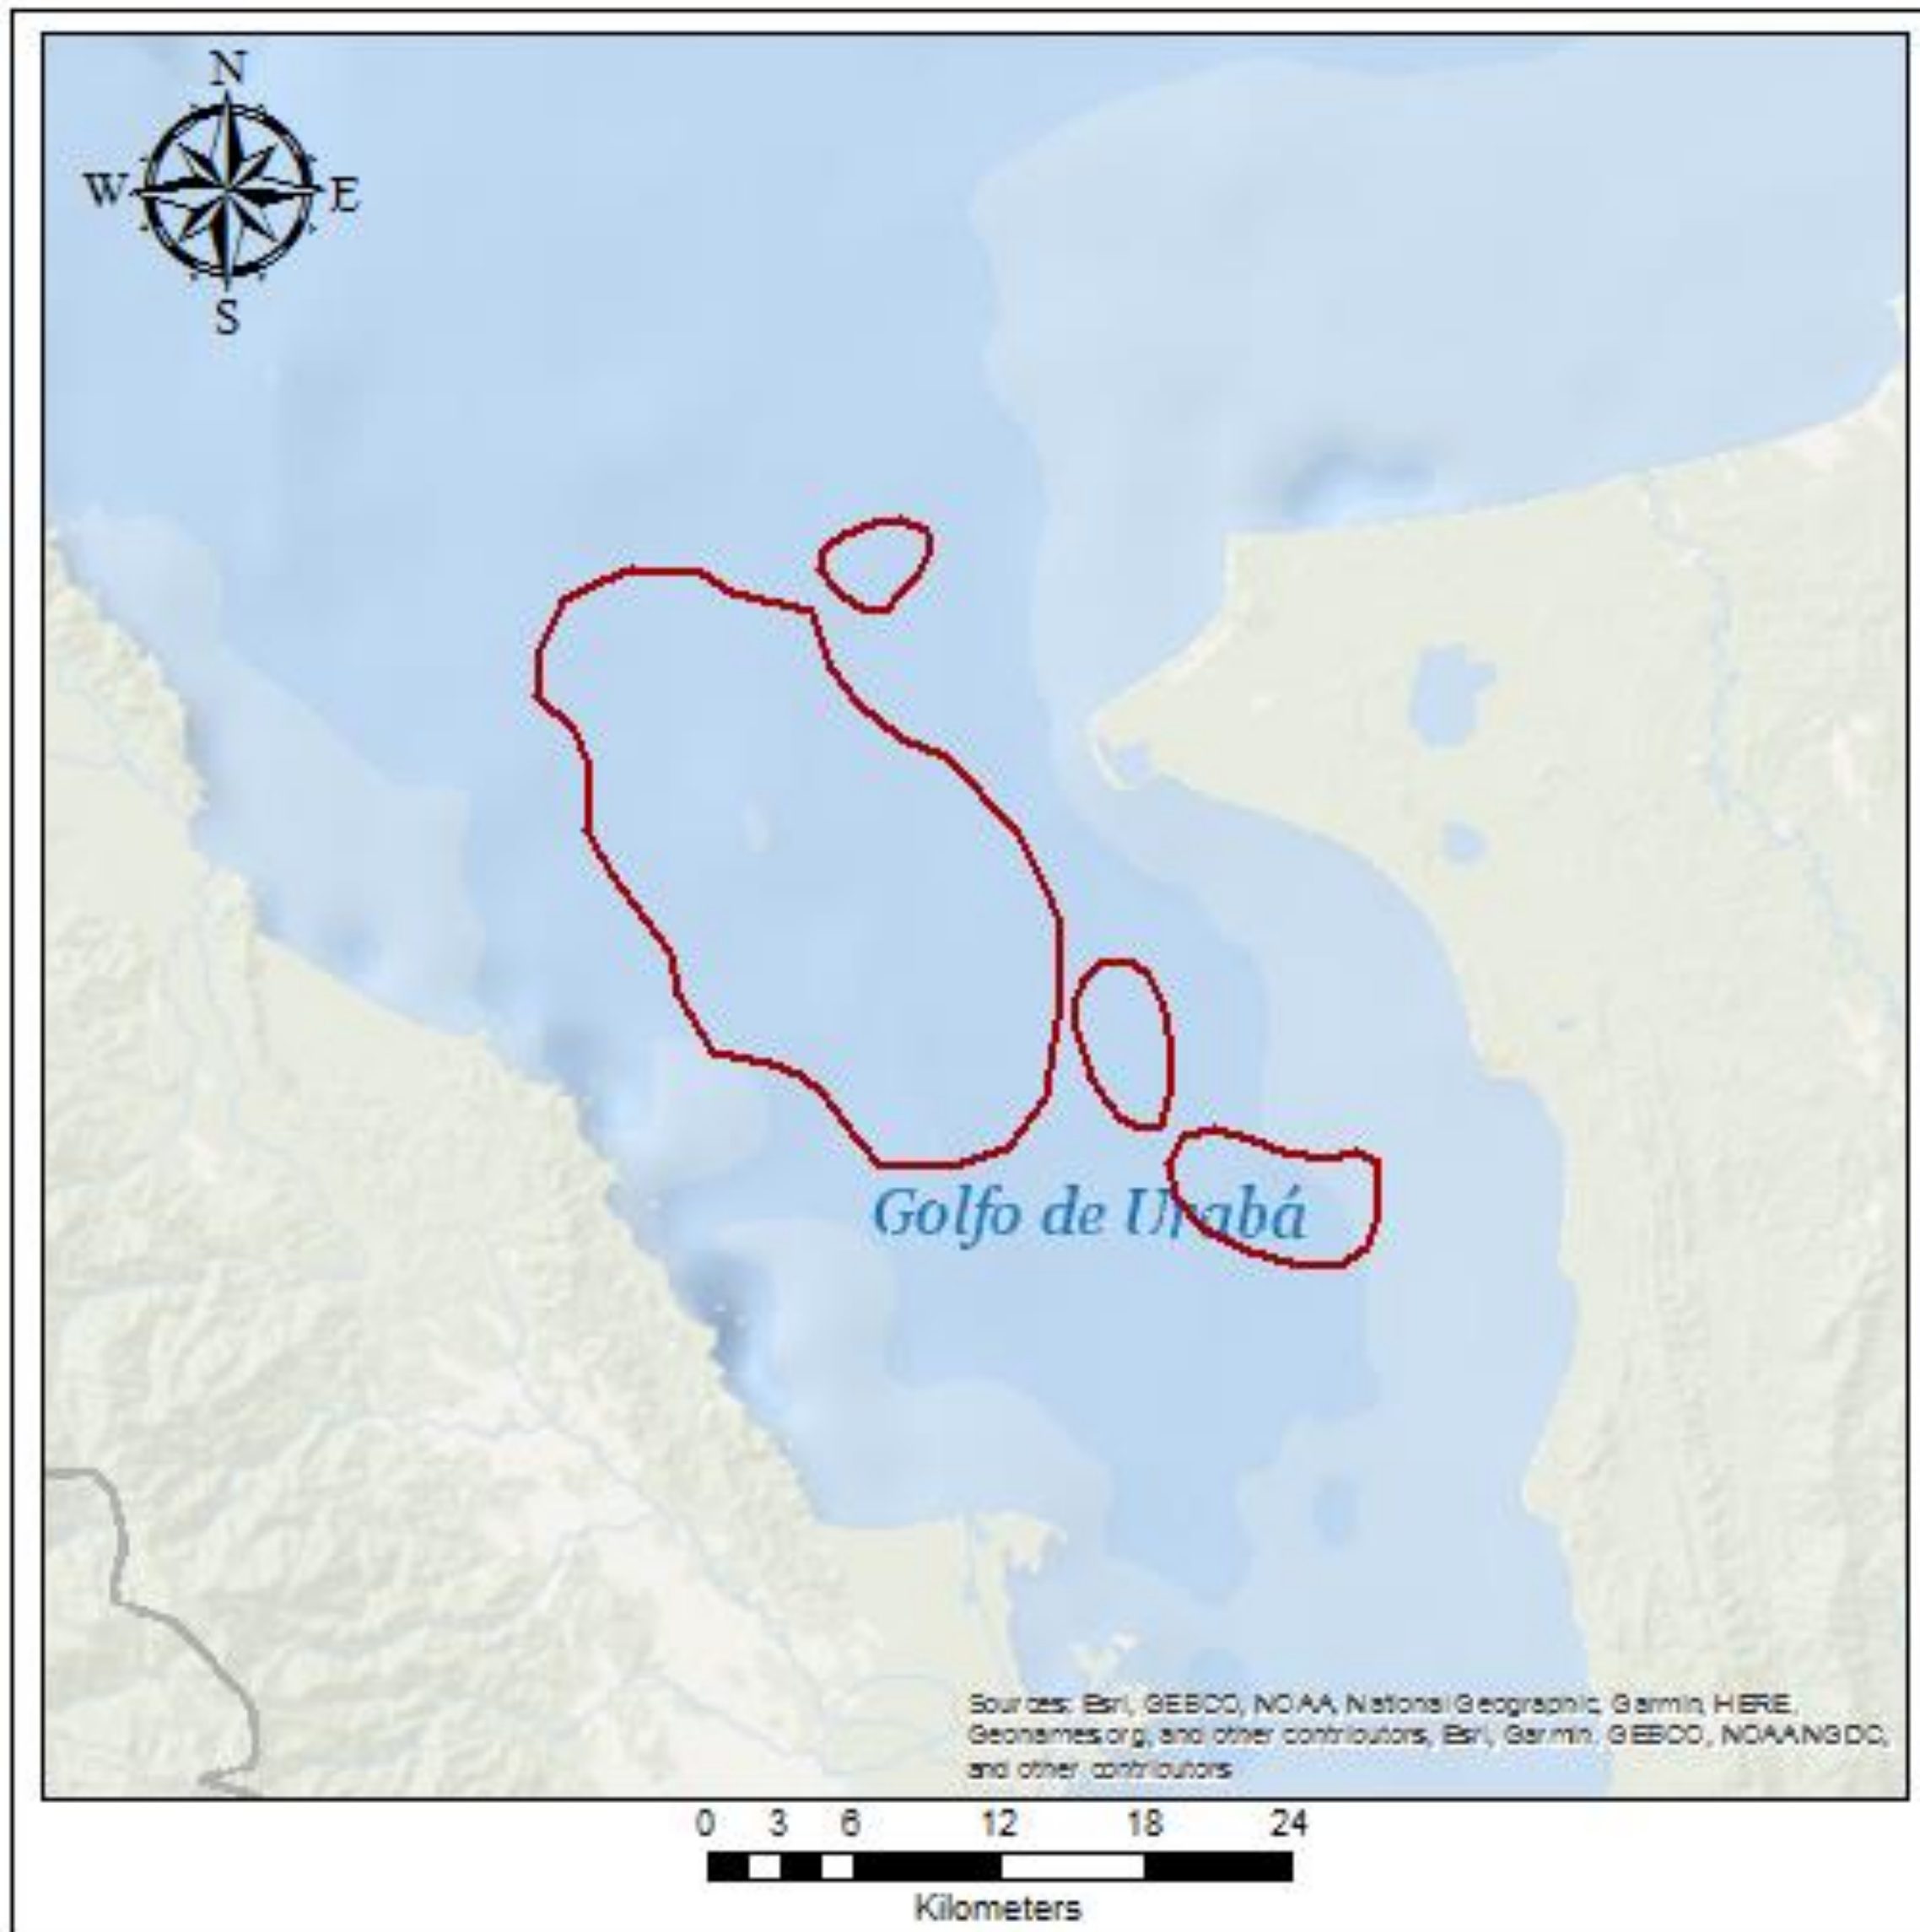 N
W E
S
Golfo de Urabá
Sources: Esri, GEBCO, NOAA, National Geographic, Garmin, HERE,
Geonames.org, and other contributors, Esri, Garmin, GEBCO, NOAA NGDC,
and other contributors
0 3 6 12 18 24
Kilometers